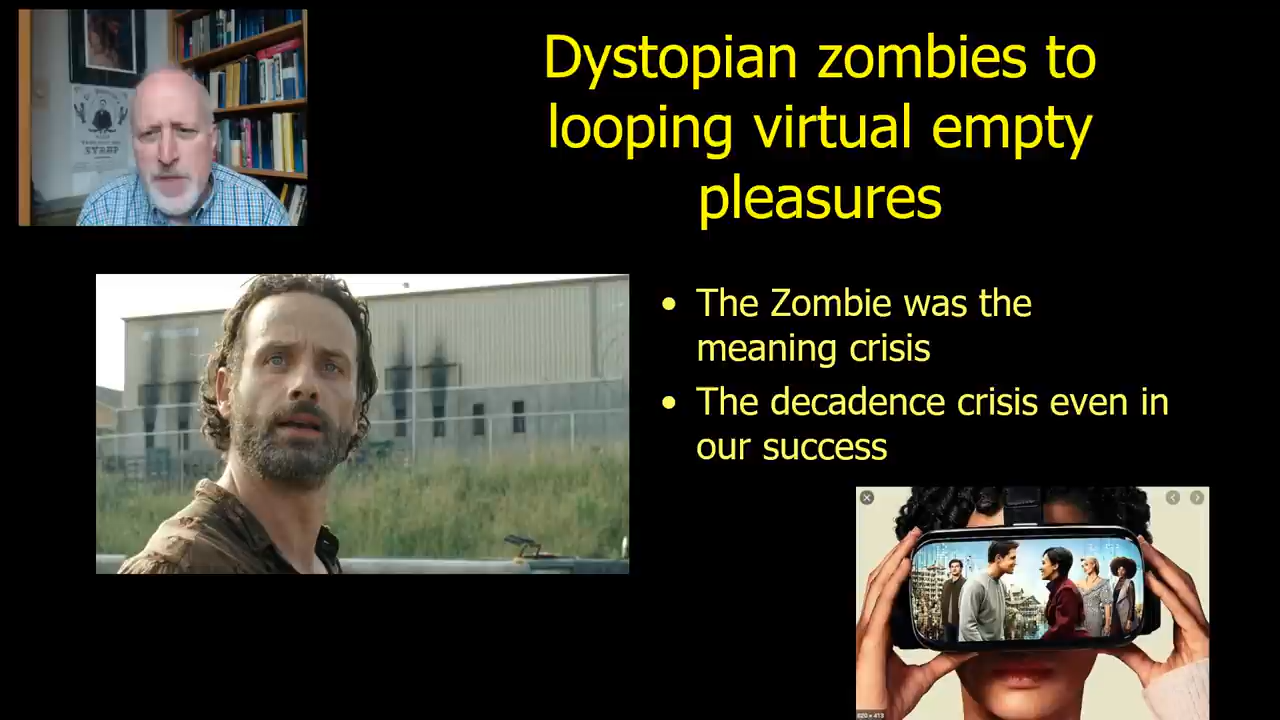 Dystopian zombies to
looping virtual empty
pleasures
• The Zombie was the
meaning crisis
• The decadence crisis even in
our success